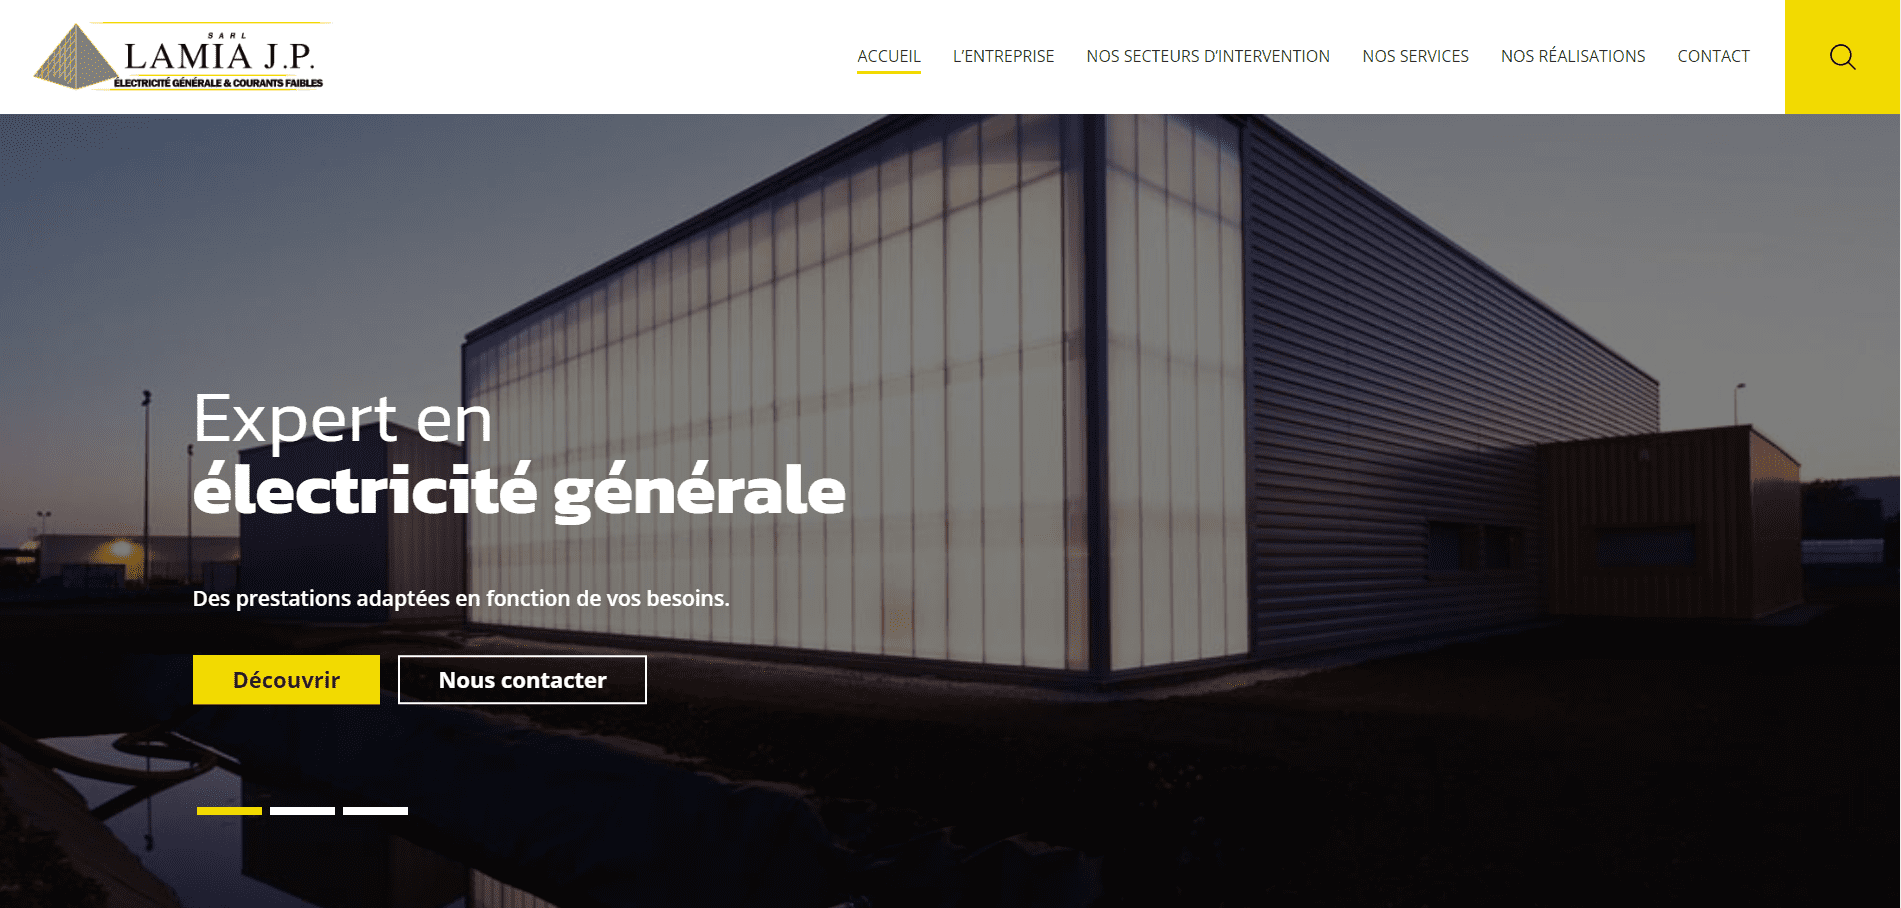 SARL
LAMIA J.P.
ÉLECTRICITÉ GÉNÉRALE & COURANTS FAIBLES
ACCUEIL
L’ENTREPRISE
NOS SECTEURS D’INTERVENTION
NOS SERVICES
NOS RÉALISATIONS
CONTACT
Expert en
électricité générale
Des prestations adaptées en fonction de vos besoins.
Découvrir
Nous contacter